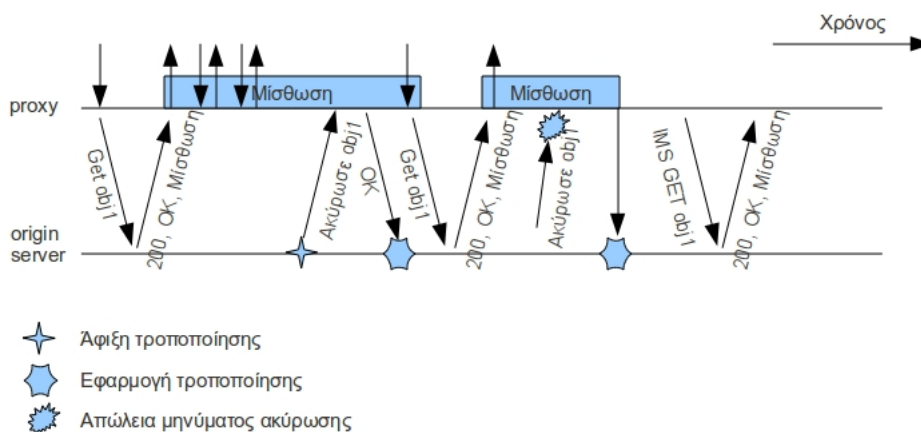 Χρόνος
Μίσθωση
Μίσθωση
proxy
Get obj1
200, OK, Μίσθωση
Ακύρωσε obj1
OK
Get obj1
200, OK, Μίσθωση
Ακύρωσε obj1
IMS GET obj1
200, OK, Μίσθωση
origin
server
Άφιξη τροποποίησης
Εφαρμογή τροποποίησης
Απώλεια μηνύματος ακύρωσης